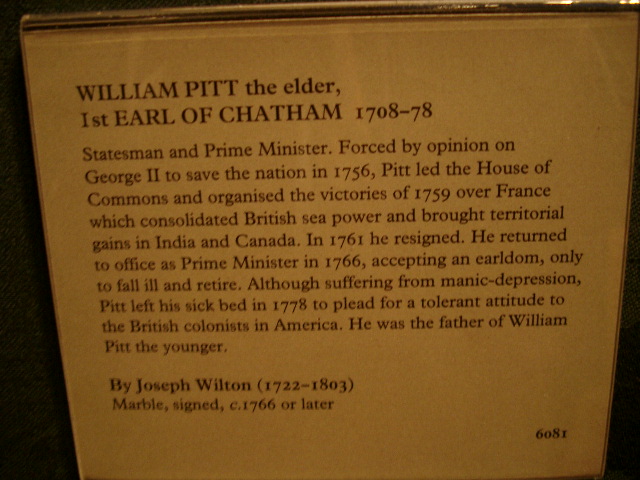 WILLIAM PITT the elder,
1st EARL OF CHATHAM 1708–78
Statesman and Prime Minister. Forced by opinion on
George II to save the nation in 1756, Pitt led the House of
Commons and organised the victories of 1759 over France
which consolidated British sea power and brought territorial
gains in India and Canada. In 1761 he resigned. He returned
to office as Prime Minister in 1766, accepting an earldom, only
to fall ill and retire. Although suffering from manic-depression,
Pitt left his sick bed in 1778 to plead for a tolerant attitude to
the British colonists in America. He was the father of William
Pitt the younger.
By Joseph Wilton (1722–1803)
Marble, signed, c.1766 or later
6081